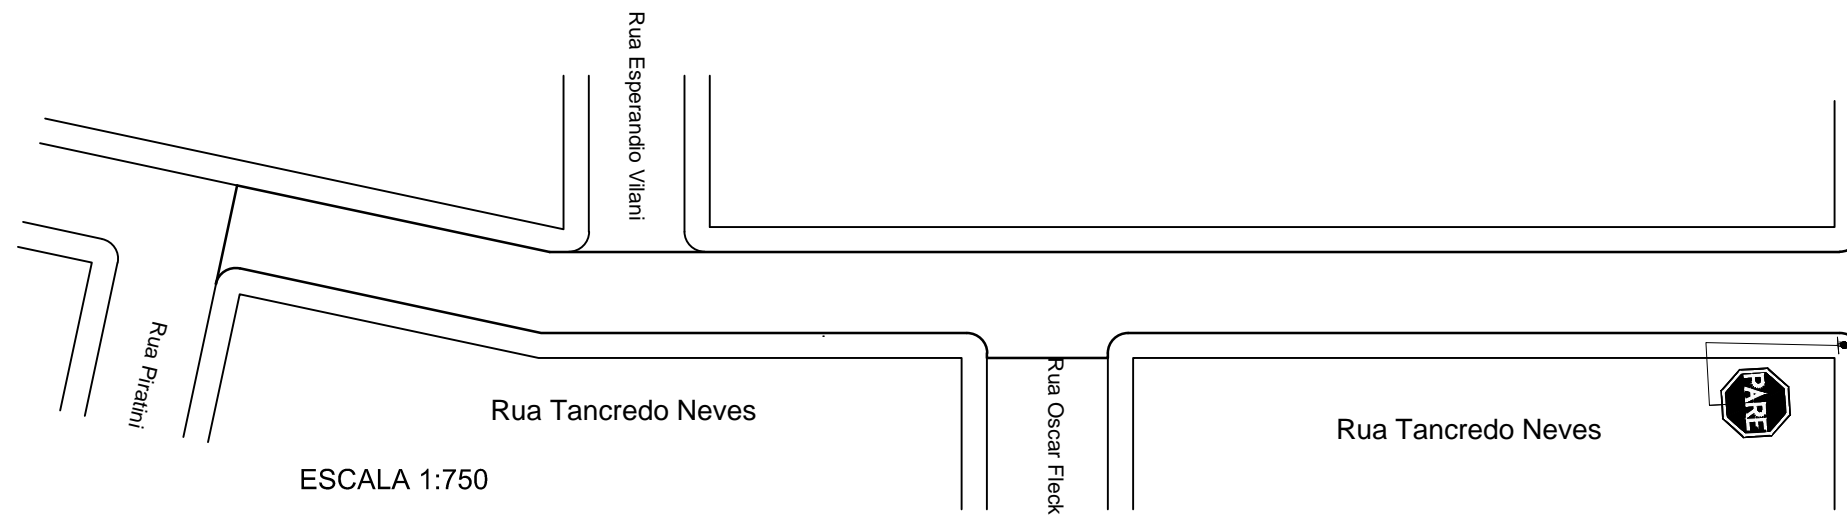 Rua Esperandio Vilani
Rua Piratini
Rua Tancredo Neves
Rua Oscar Fleck
Rua Tancredo Neves
PARE
ESCALA 1:750